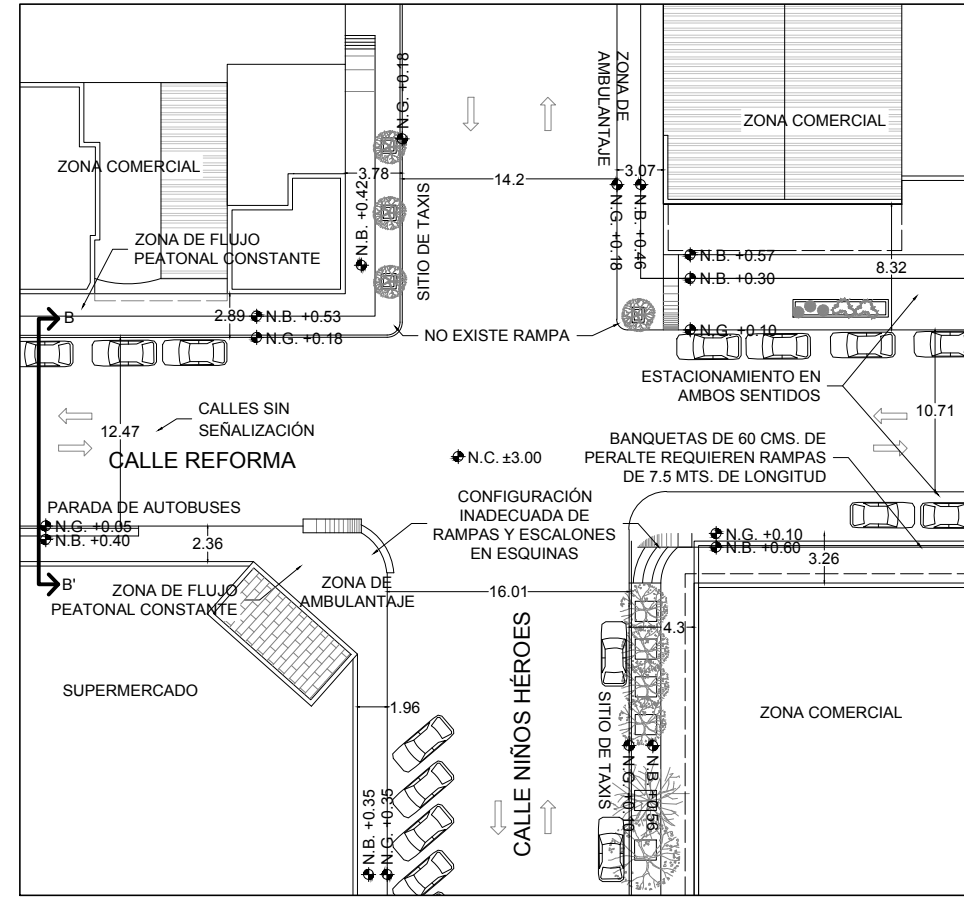 N.G. +0.18
ZONA DE
AMBULANTAJE
ZONA COMERCIAL
ZONA COMERCIAL
3.78
14.2
3.07
N.B. +0.42
SITIO DE TAXIS
N.G. +0.18
N.B. +0.46
ZONA DE FLUJO
PEATONAL CONSTANTE
N.B. +0.57
N.B. +0.30
8.32
B
2.89
N.B. +0.53
N.G. +0.18
NO EXISTE RAMPA
N.G. +0.10
ESTACIONAMIENTO EN
AMBOS SENTIDOS
10.71
12.47
CALLES SIN
SEÑALIZACIÓN
CALLE REFORMA
N.C. ±3.00
BANQUETAS DE 60 CMS. DE
PERALTE REQUIEREN RAMPAS
DE 7.5 MTS. DE LONGITUD
PARADA DE AUTOBUSES
N.G. +0.05
N.B. +0.40
2.36
CONFIGURACIÓN
INADECUADA DE
RAMPAS Y ESCALONES
EN ESQUINAS
N.G. +0.10
N.B. +0.60
3.26
B'
ZONA DE FLUJO
PEATONAL CONSTANTE
ZONA DE
AMBULANTAJE
16.01
4.3
SUPERMERCADO
1.96
CALLE NIÑOS HÉROES
SITIO DE TAXIS
ZONA COMERCIAL
N.B. +0.35
N.G. +0.35
N.G. +0.10
N.B. +0.56